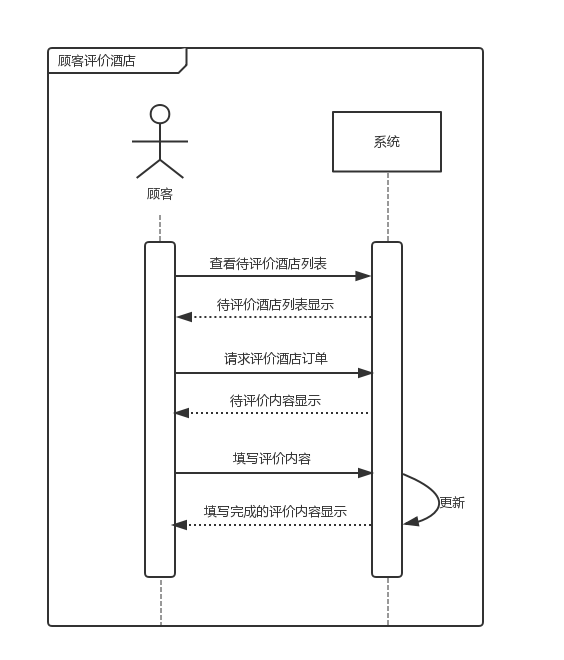 顾客评价酒店
系统
顾客
查看待评价酒店列表
待评价酒店列表显示
请求评价酒店订单
待评价内容显示
填写评价内容
更新
填写完成的评价内容显示